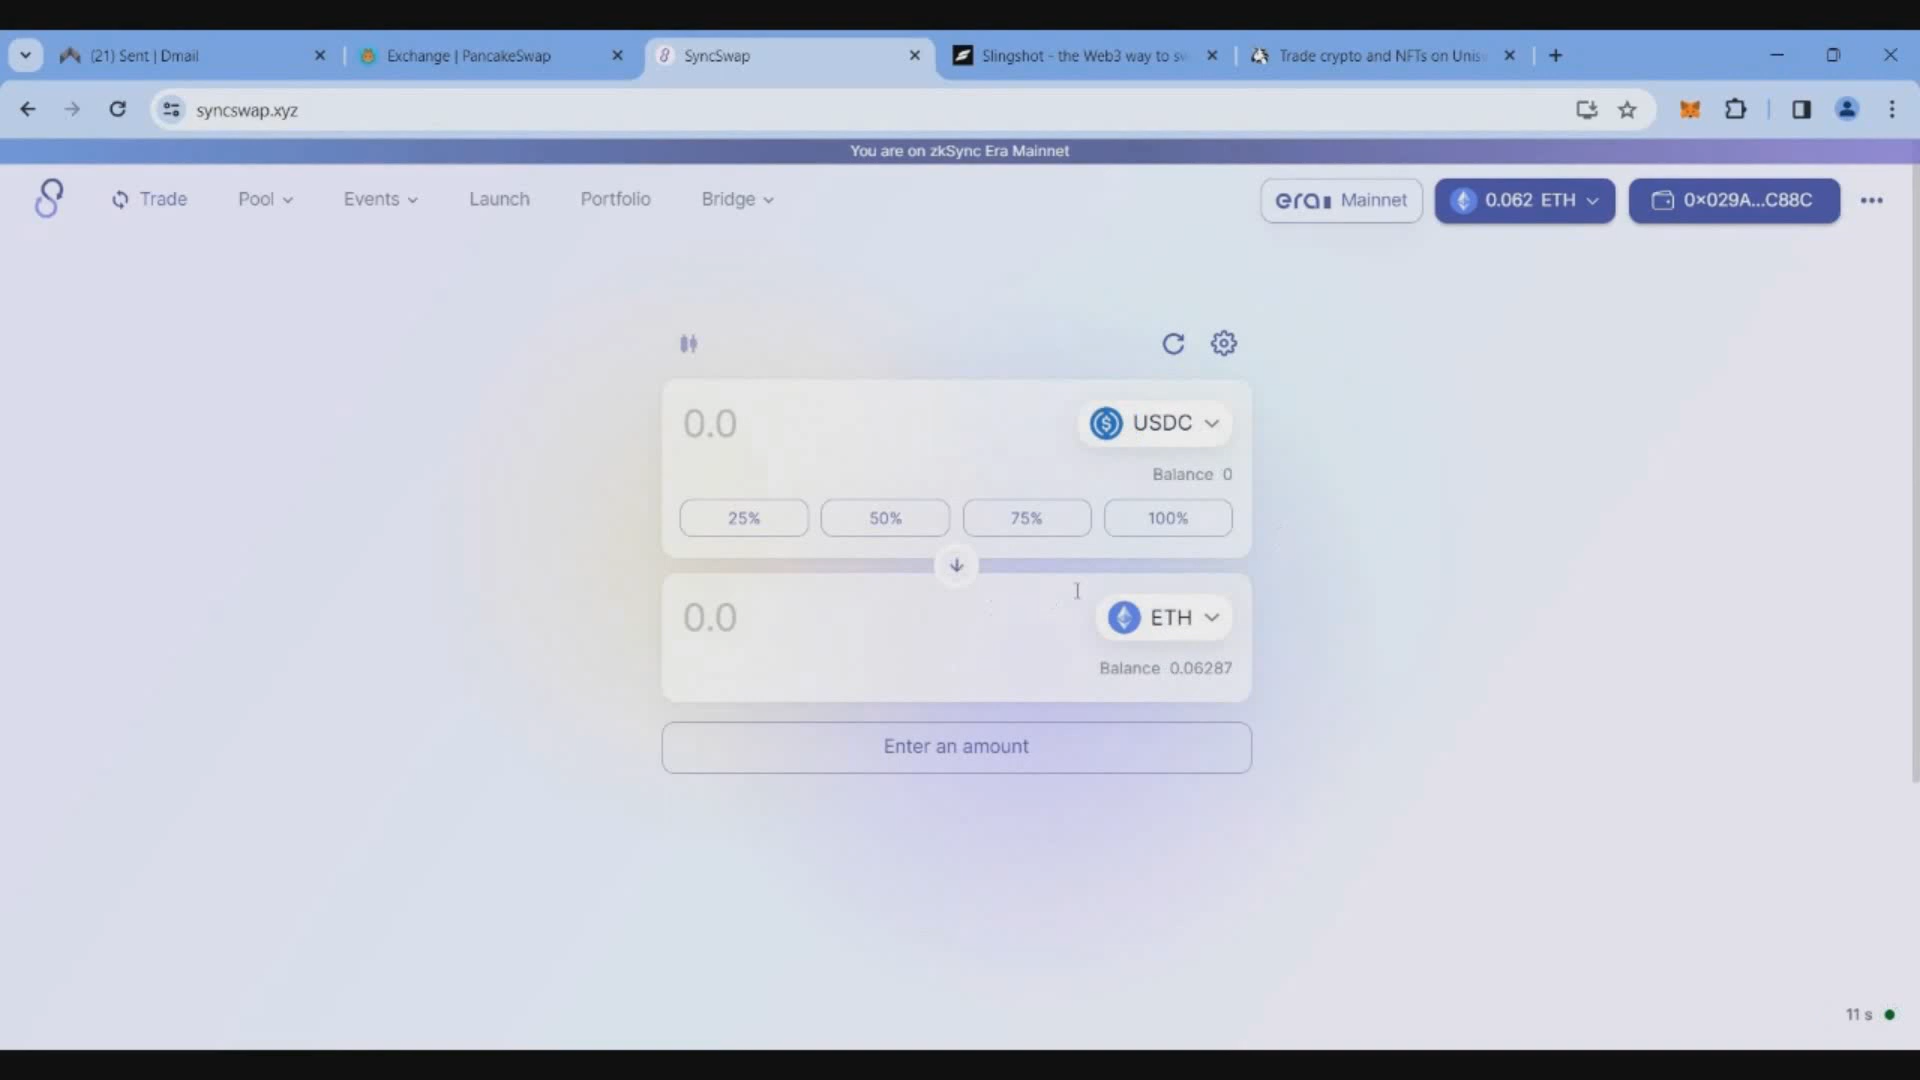 (21) Sent | Dmail
Exchange | PancakeSwap
SyncSwap
Slingshot - the Web3 way to sw
Trade crypto and NFTs on Unis
syncswap.xyz
You are on zkSync Era Mainnet
Trade
Pool
Events
Launch
Portfolio
Bridge
era Mainnet
0.062 ETH
0×029A...C88C
0.0
USDC
Balance 0
25%
50%
75%
100%
0.0
ETH
Balance 0.06287
Enter an amount
11 s